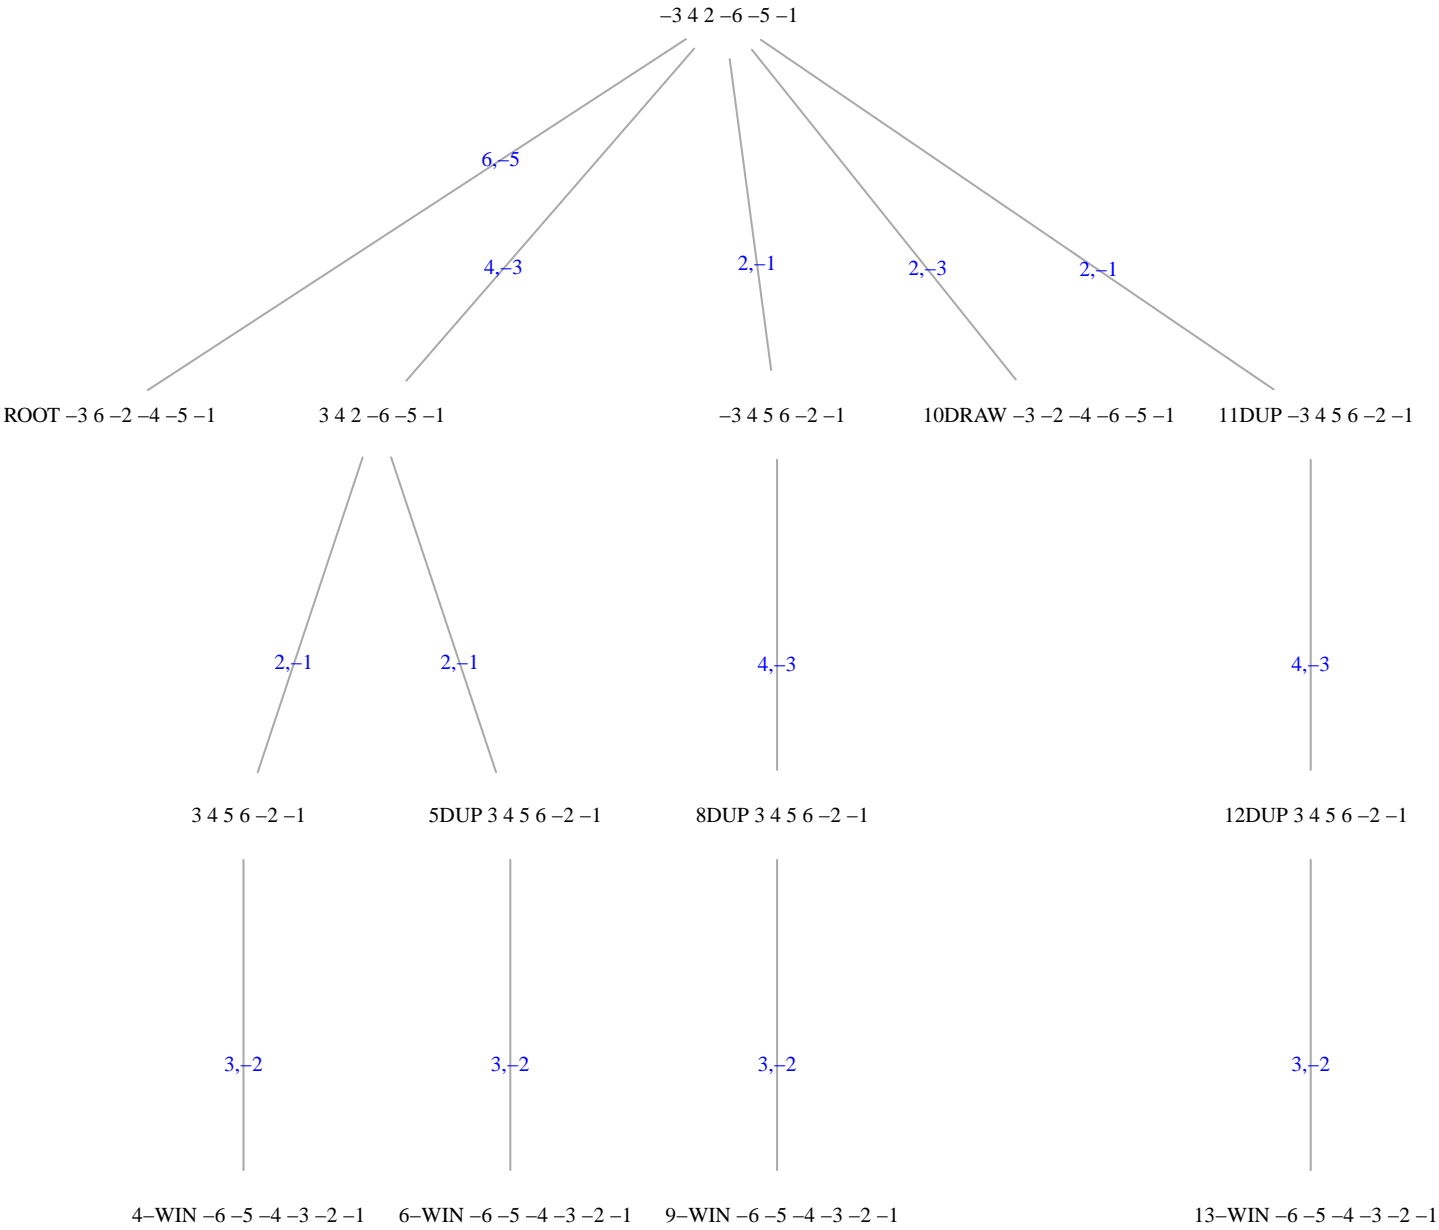 –3 4 2 –6 –5 –1
6,–5
4,–3
2,–1
2,–3
2,–1
ROOT –3 6 –2 –4 –5 –1
3 4 2 –6 –5 –1
–3 4 5 6 –2 –1
10DRAW –3 –2 –4 –6 –5 –1
11DUP –3 4 5 6 –2 –1
2,–1
2,–1
4,–3
4,–3
3 4 5 6 –2 –1
5DUP 3 4 5 6 –2 –1
8DUP 3 4 5 6 –2 –1
12DUP 3 4 5 6 –2 –1
3,–2
3,–2
3,–2
3,–2
4–WIN –6 –5 –4 –3 –2 –1
6–WIN –6 –5 –4 –3 –2 –1
9–WIN –6 –5 –4 –3 –2 –1
13–WIN –6 –5 –4 –3 –2 –1